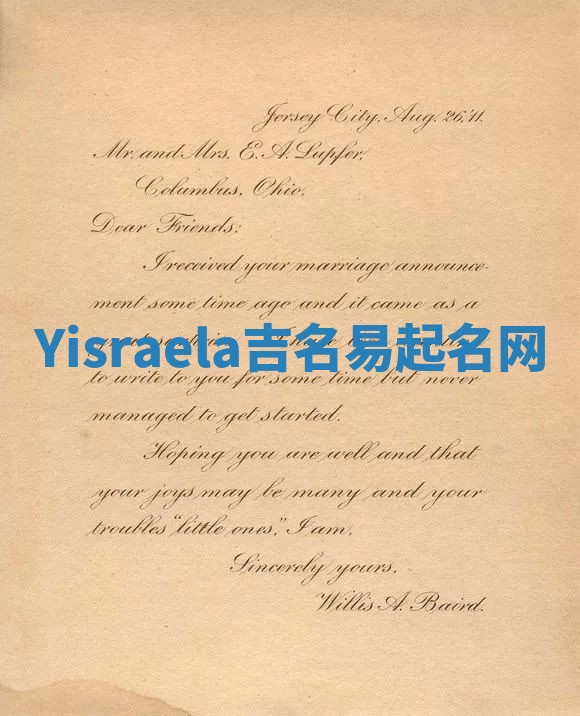 Jersey City, Aug. 26, '11.
Mr. and Mrs. E. A. Lupfer,
Columbus, Ohio.
Dear Friends:
I received your marriage announce-
ment some time ago and it came as a
Yisraela吉名易起名网
to write to you for some time but never
managed to get started.
Hoping you are well and that
your joys may be many and your
troubles "little ones," I am,
Sincerely yours,
Willis A. Baird.